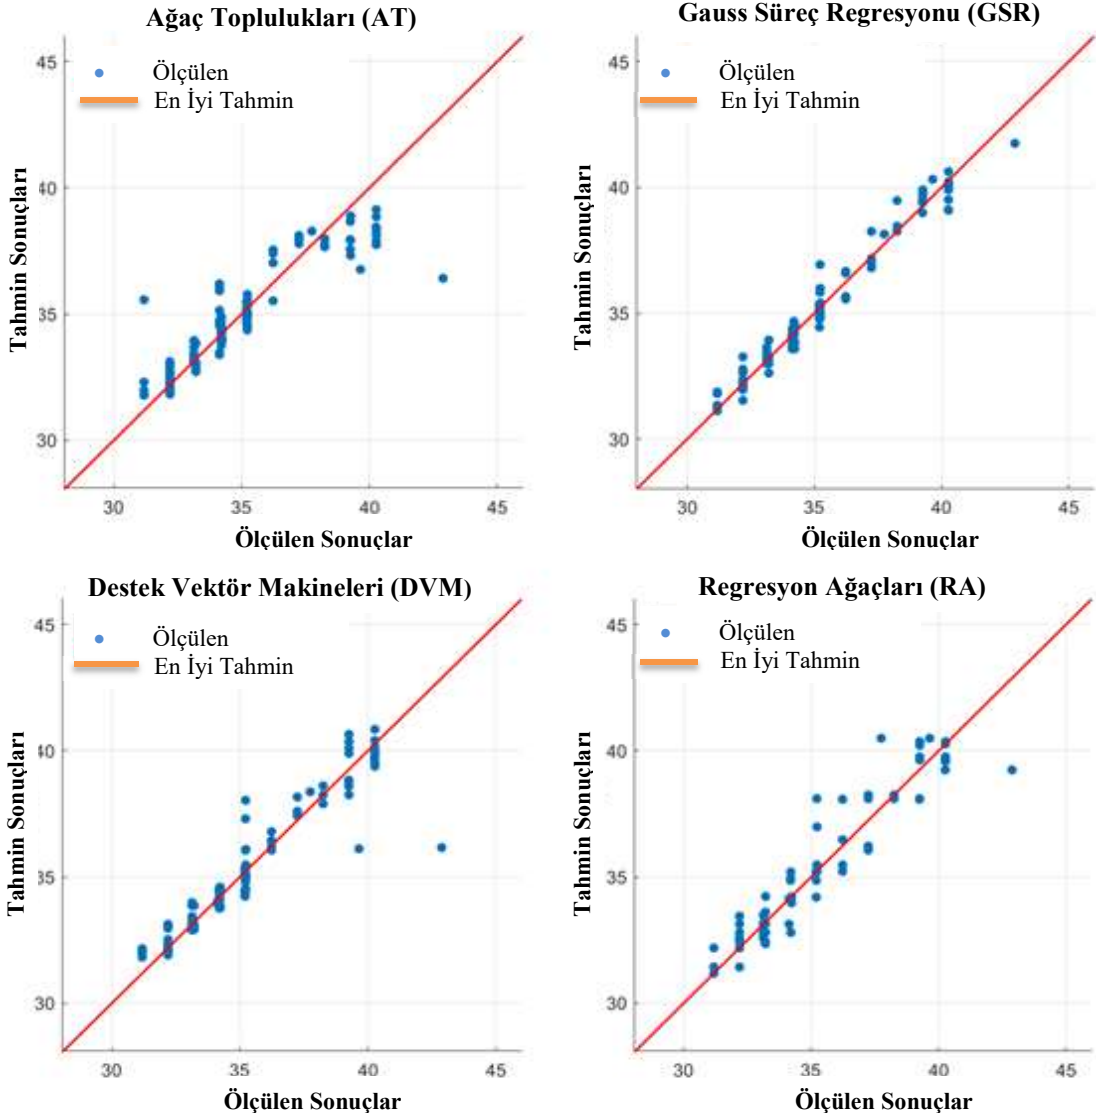 Ağaç Toplulukları (AT)
45
Ölçülen
En İyi Tahmin
40
35
30
Tahmin Sonuçları
30 35 40 45
Ölçülen Sonuçlar
Gauss Süreç Regresyonu (GSR)
45
Ölçülen
En İyi Tahmin
40
35
30
Tahmin Sonuçları
30 35 40 45
Ölçülen Sonuçlar
Destek Vektör Makineleri (DVM)
45
Ölçülen
En İyi Tahmin
40
35
30
Tahmin Sonuçları
30 35 40 45
Ölçülen Sonuçlar
Regresyon Ağaçları (RA)
45
Ölçülen
En İyi Tahmin
40
35
30
Tahmin Sonuçları
30 35 40 45
Ölçülen Sonuçlar